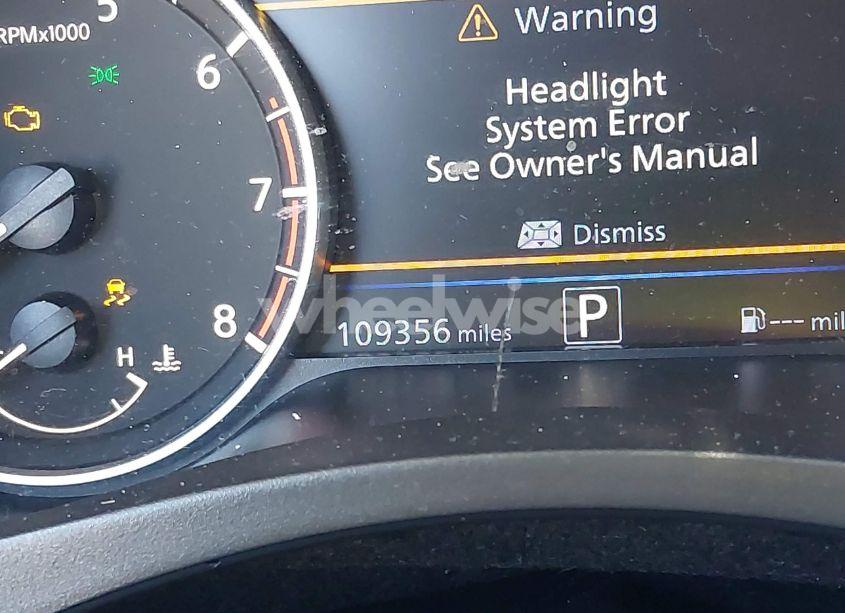 5
RPMx1000
6
7
8
H
Warning
Headlight
System Error
See Owner's Manual
Dismiss
109356 miles
P
--- mil
wheelwise